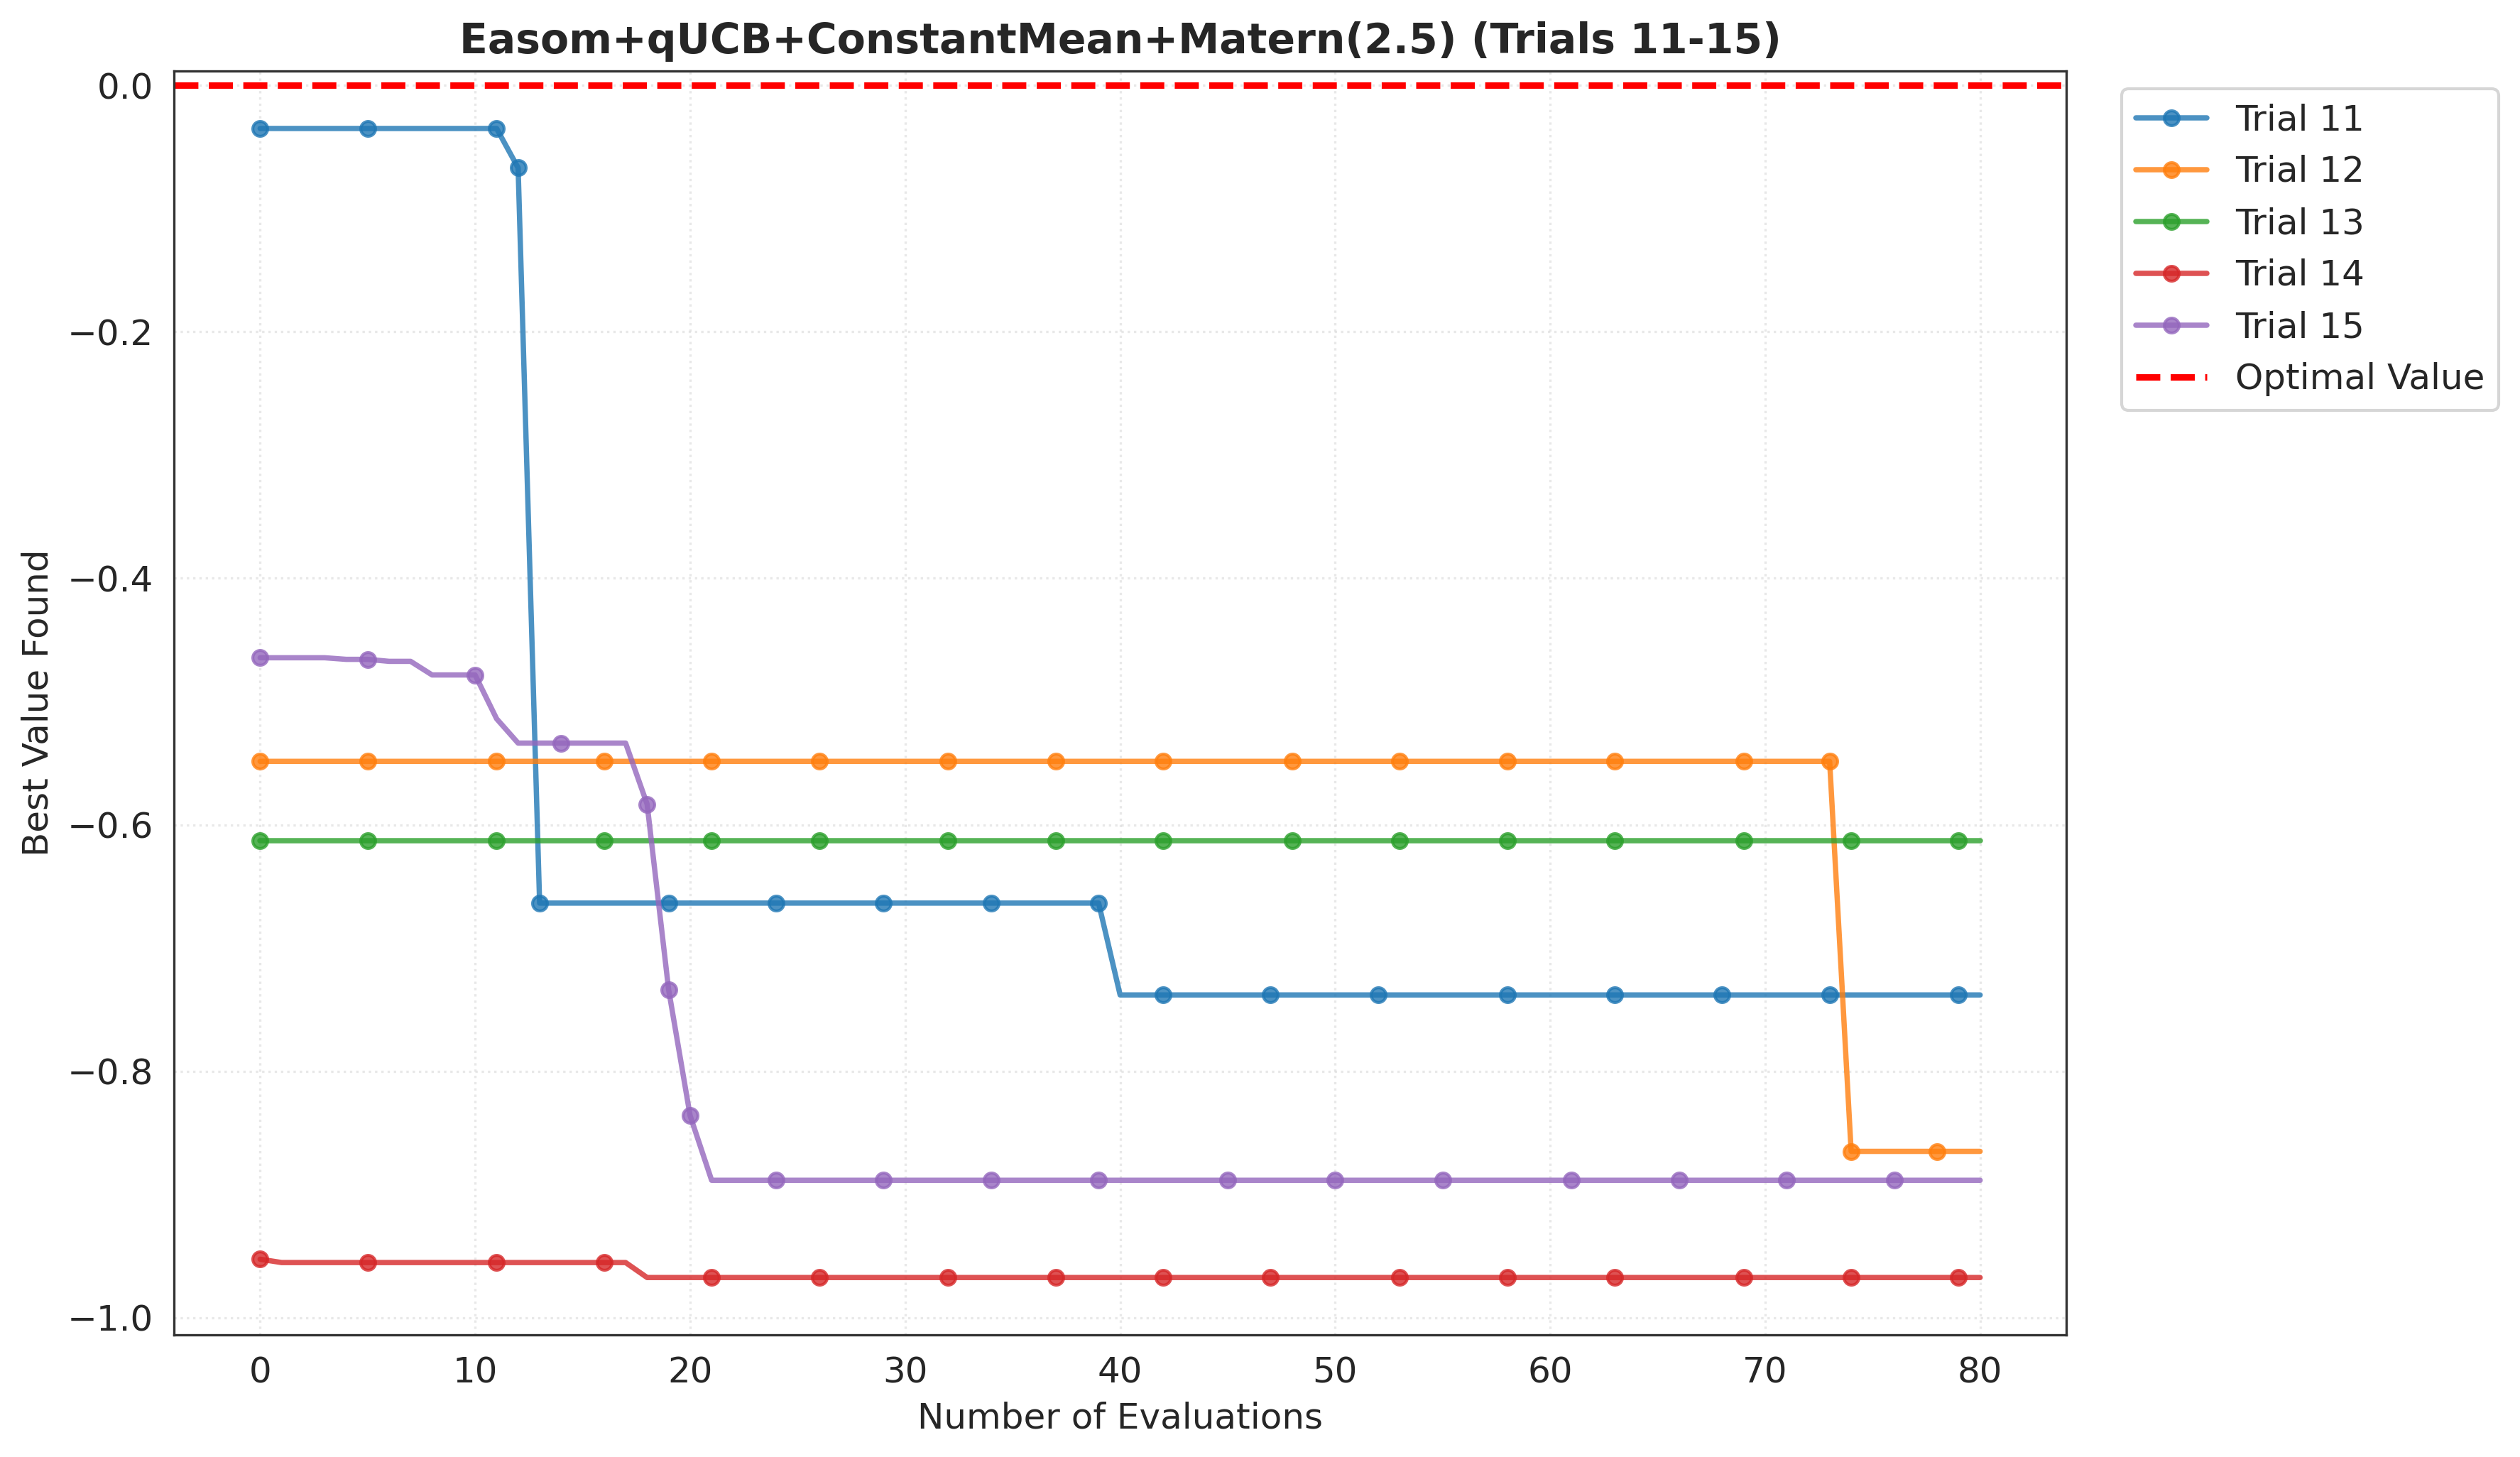 Easom+qUCB+ConstantMean+Matern(2.5) (Trials 11-15)
Best Value Found
0.0
−0.2
−0.4
−0.6
−0.8
−1.0
0 10 20 30 40 50 60 70 80
Number of Evaluations
Trial 11
Trial 12
Trial 13
Trial 14
Trial 15
Optimal Value